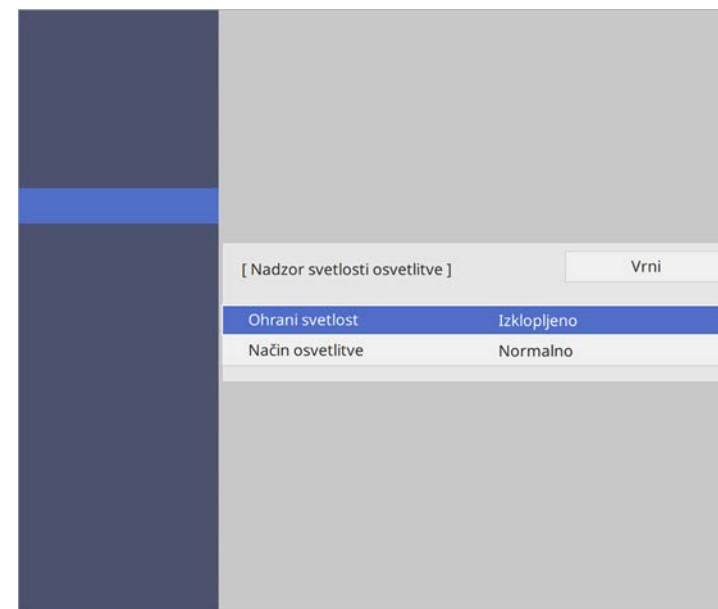 [ Nadzor svetlosti osvetlitve ] Vrni
Ohrani svetlost Izklopljeno
Način osvetlitve Normalno